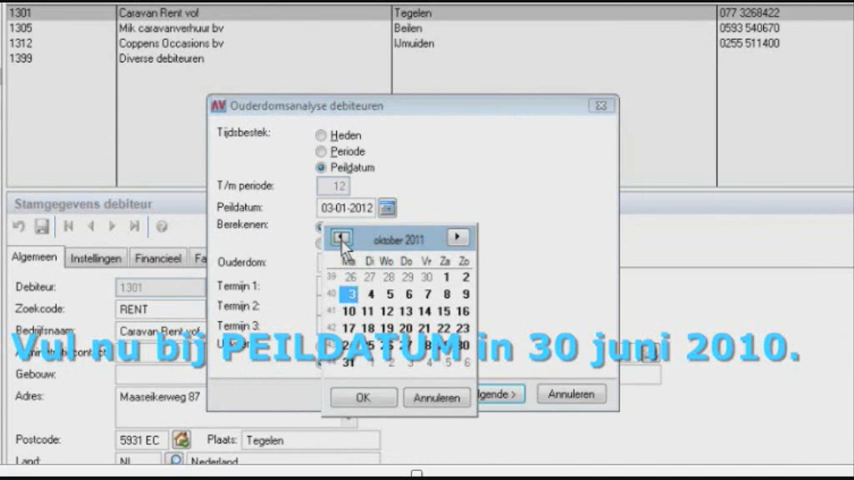 1301 Caravan Rent vof Tegelen 077 3268422
1305 Mik caravanverhuur bv Beilen 0593 540670
1312 Coppens Occasions bv IJmuiden 0255 511400
1399 Diverse debiteuren
Ouderdomsanalyse debiteuren
Tijdsbestek: Heden
Periode
Peildatum
T/m periode: 12
Peildatum: 03-01-2012
Berekenen:
oktober 2011
Ma Di Wo Do Vr Za Zo
39 26 27 28 29 30 1 2
40 3 4 5 6 7 8 9
41 10 11 12 13 14 15 16
42 17 18 19 20 21 22 23
31
OK Annuleren
Ouderdom:
Termijn 1:
Termijn 2:
Termijn 3:
Annuleren
Stamgegevens debiteur
Algemeen Instellingen Financieel
Debiteur: 1301
Zoekcode: RENT
Bedrijfsnaam: Caravan Rent vof
Vul nu bij PEILDATUM in 30 juni 2010.
Gebouw:
Adres: Maaseikerweg 87
Postcode: 5931 EC Plaats: Tegelen
Land: NL Nederland